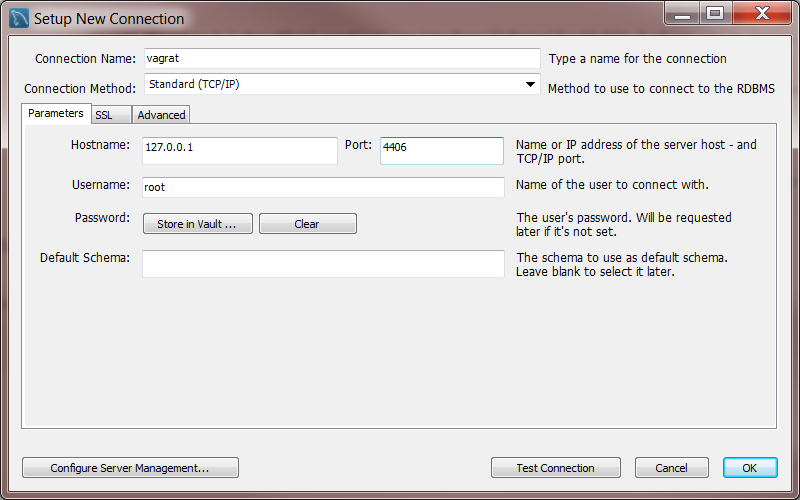 Setup New Connection
Connection Name: vagrat Type a name for the connection
Connection Method: Standard (TCP/IP) Method to use to connect to the RDBMS
Parameters SSL Advanced
Hostname: 127.0.0.1 Port: 4406 Name or IP address of the server host - and
TCP/IP port.
Username: root Name of the user to connect with.
Password: Store in Vault ... Clear The user's password. Will be requested
later if it's not set.
Default Schema: The schema to use as default schema.
Leave blank to select it later.
Configure Server Management... Test Connection Cancel OK